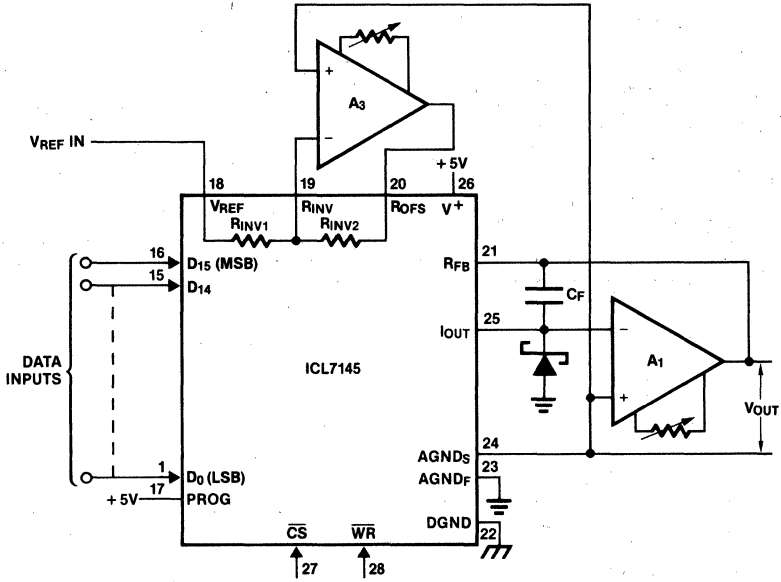 A3
+
−
VREF IN
+5V
18
19
20
26
VREF
RINV
ROFS
V+
RINV1
RINV2
16
D15 (MSB)
15
D14
RFB
21
CF
IOUT
25
−
A1
+
VOUT
DATA
INPUTS
ICL7145
1
D0 (LSB)
AGNDS
24
+5V
17
PROG
AGNDF
23
DGND
22
CS
WR
27
28